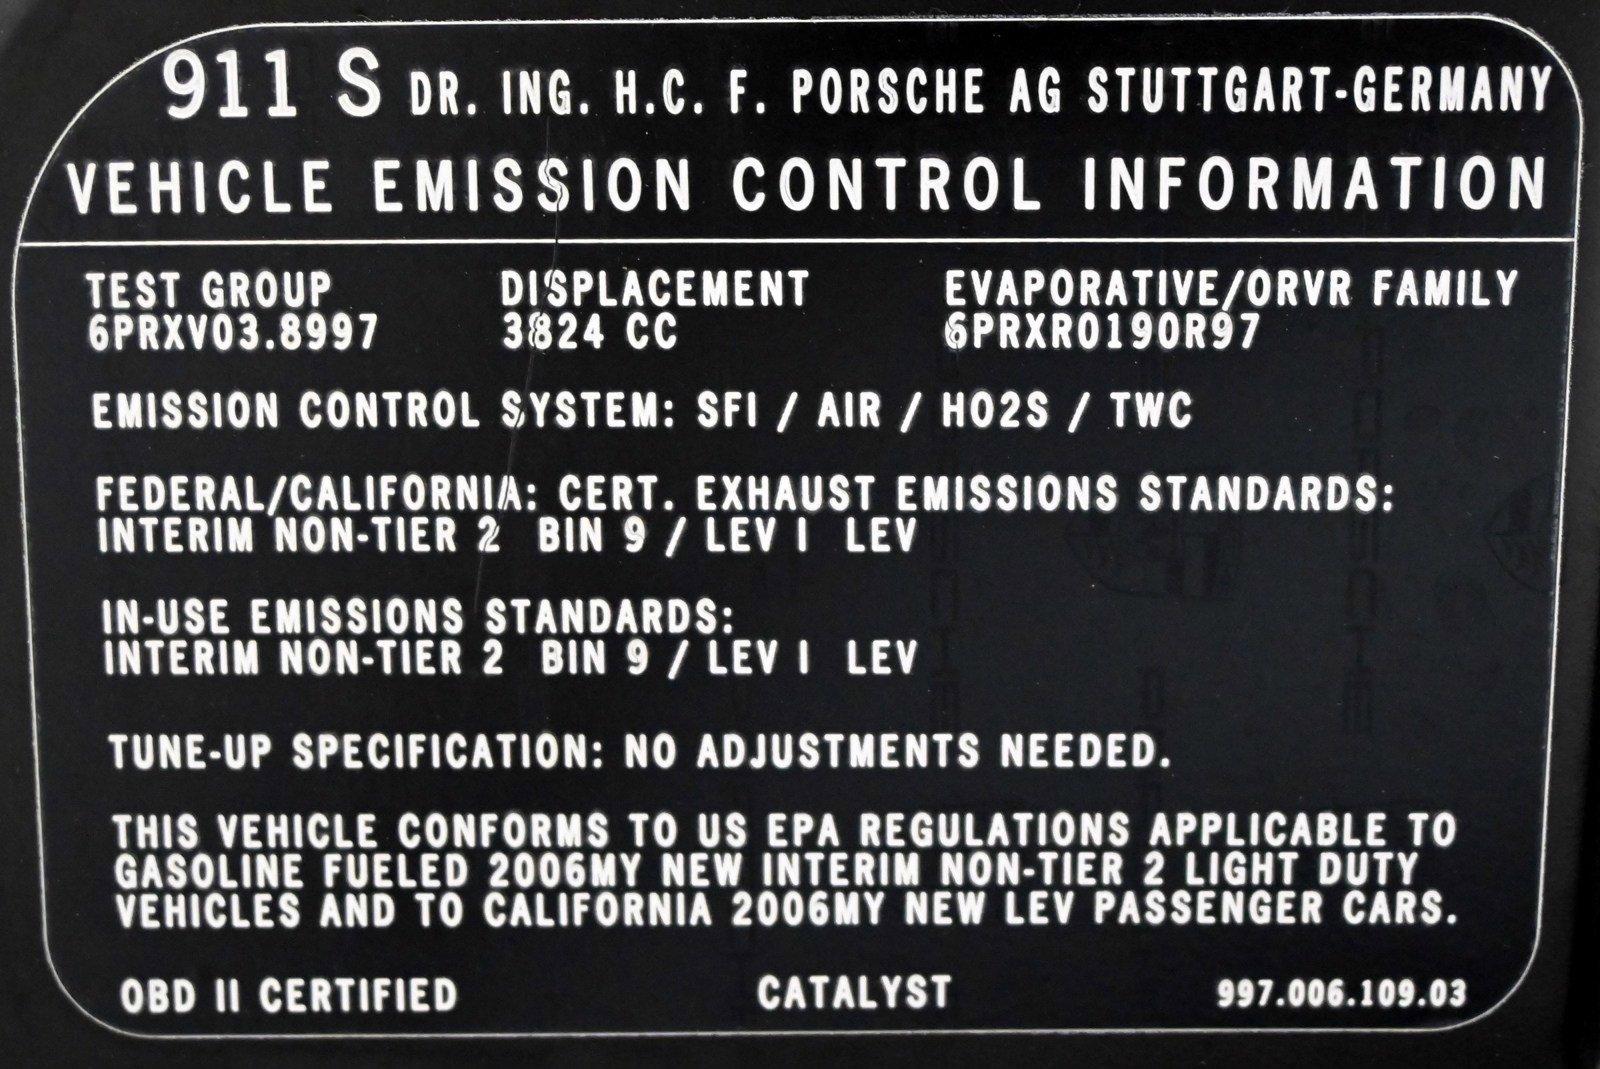 911 S DR. ING. H.C. F. PORSCHE AG STUTTGART-GERMANY
VEHICLE EMISSION CONTROL INFORMATION
TEST GROUP DISPLACEMENT EVAPORATIVE/ORVR FAMILY
6PRXV03.8997 3824 CC 6PRXR0190R97
EMISSION CONTROL SYSTEM: SFI / AIR / HO2S / TWC
FEDERAL/CALIFORNIA: CERT. EXHAUST EMISSIONS STANDARDS:
INTERIM NON-TIER 2 BIN 9 / LEV I LEV
IN-USE EMISSIONS STANDARDS:
INTERIM NON-TIER 2 BIN 9 / LEV I LEV
TUNE-UP SPECIFICATION: NO ADJUSTMENTS NEEDED.
THIS VEHICLE CONFORMS TO US EPA REGULATIONS APPLICABLE TO
GASOLINE FUELED 2006MY NEW INTERIM NON-TIER 2 LIGHT DUTY
VEHICLES AND TO CALIFORNIA 2006MY NEW LEV PASSENGER CARS.
OBD II CERTIFIED CATALYST 997.006.109.03